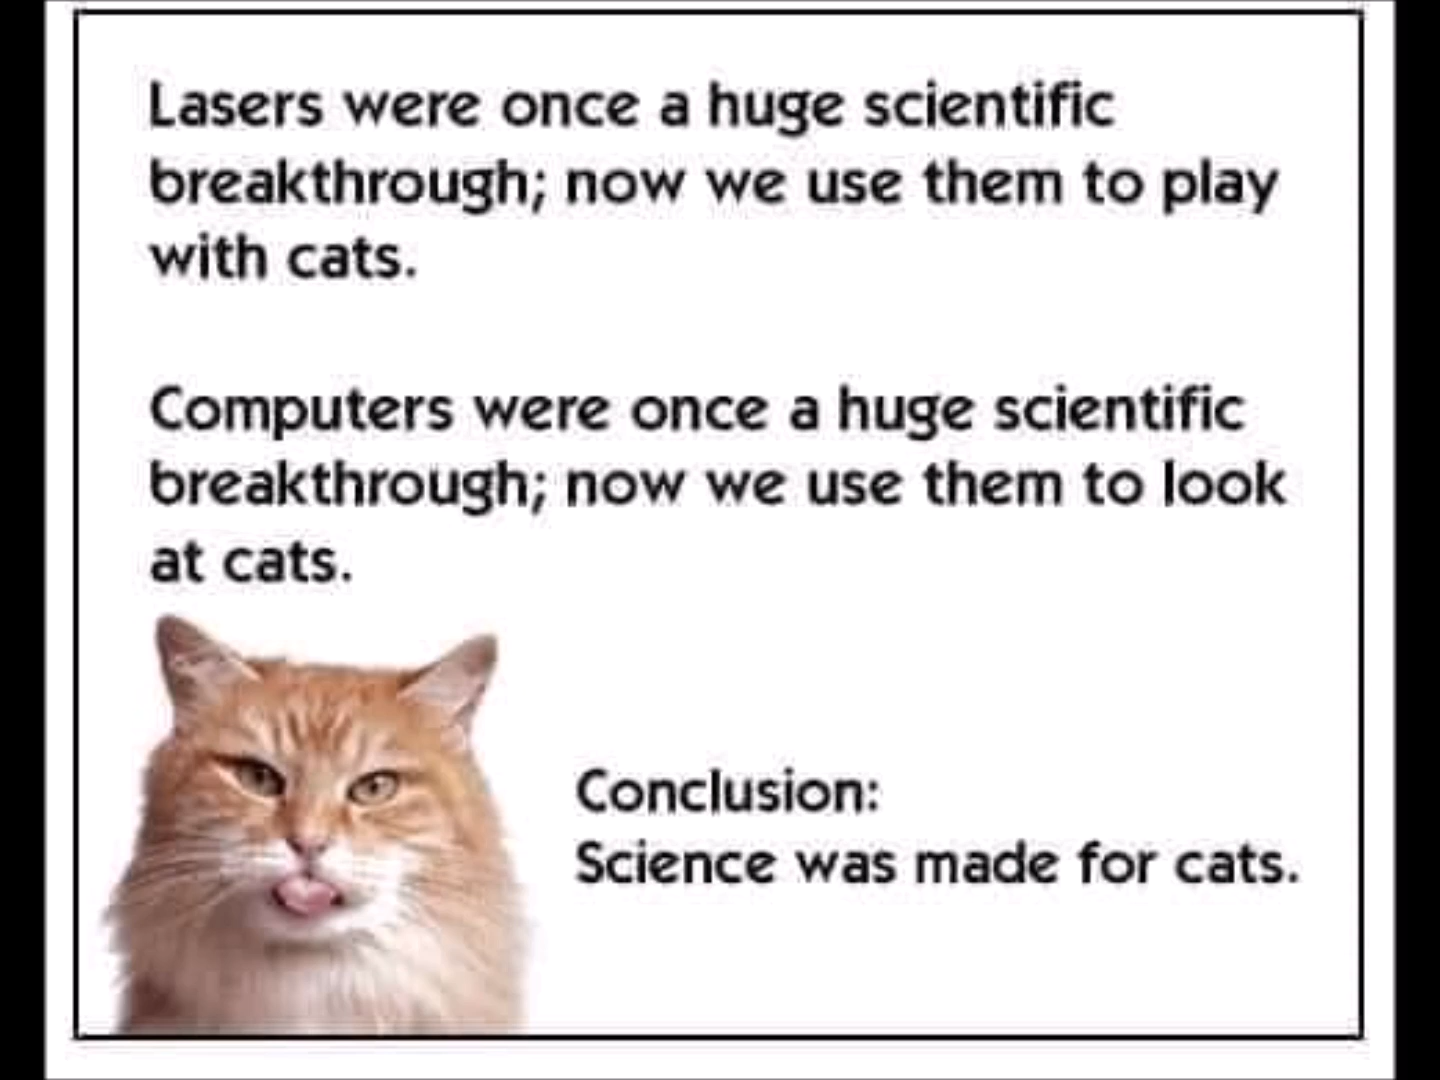 Lasers were once a huge scientific
breakthrough; now we use them to play
with cats.
Computers were once a huge scientific
breakthrough; now we use them to look
at cats.
Conclusion:
Science was made for cats.